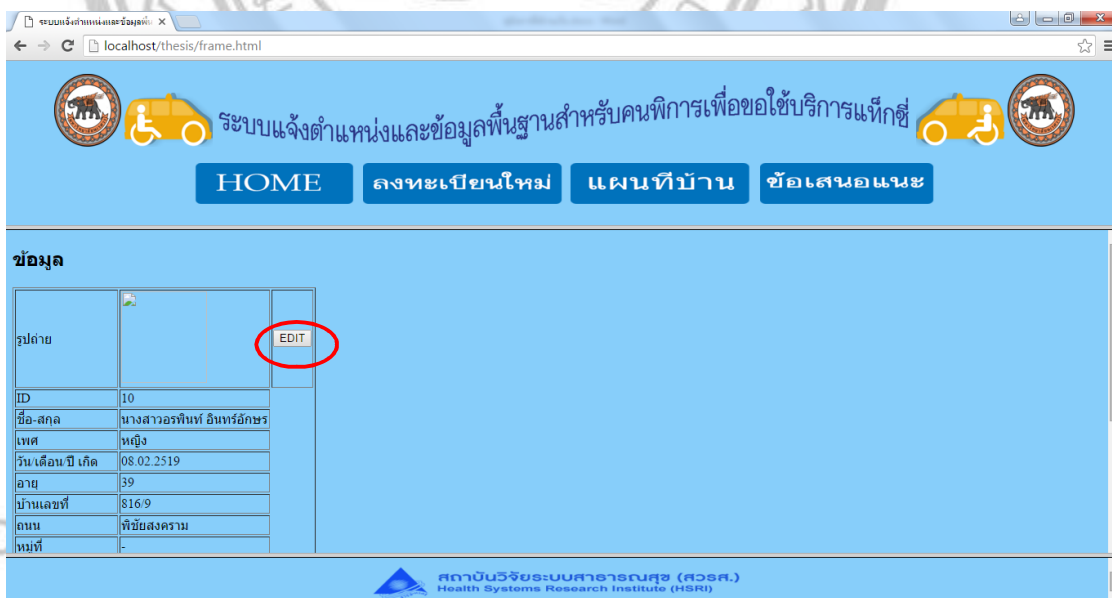 ระบบแจ้งตำแหน่งและข้อมูลพื้น
localhost/thesis/frame.html
ระบบแจ้งตำแหน่งและข้อมูลพื้นฐานสำหรับคนพิการเพื่อขอใช้บริการแท็กซี่
HOME ลงทะเบียนใหม่ แผนที่บ้าน ข้อเสนอแนะ
ข้อมูล
รูปถ่าย EDIT
ID 10
ชื่อ-สกุล นางสาวอรพินท์ อินทร์อักษร
เพศ หญิง
วัน/เดือน/ปี เกิด 08.02.2519
อายุ 39
บ้านเลขที่ 816/9
ถนน พิชัยสงคราม
หมู่ที่ -
สถาบันวิจัยระบบสาธารณสุข (สวรส.)
Health Systems Research Institute (HSRI)